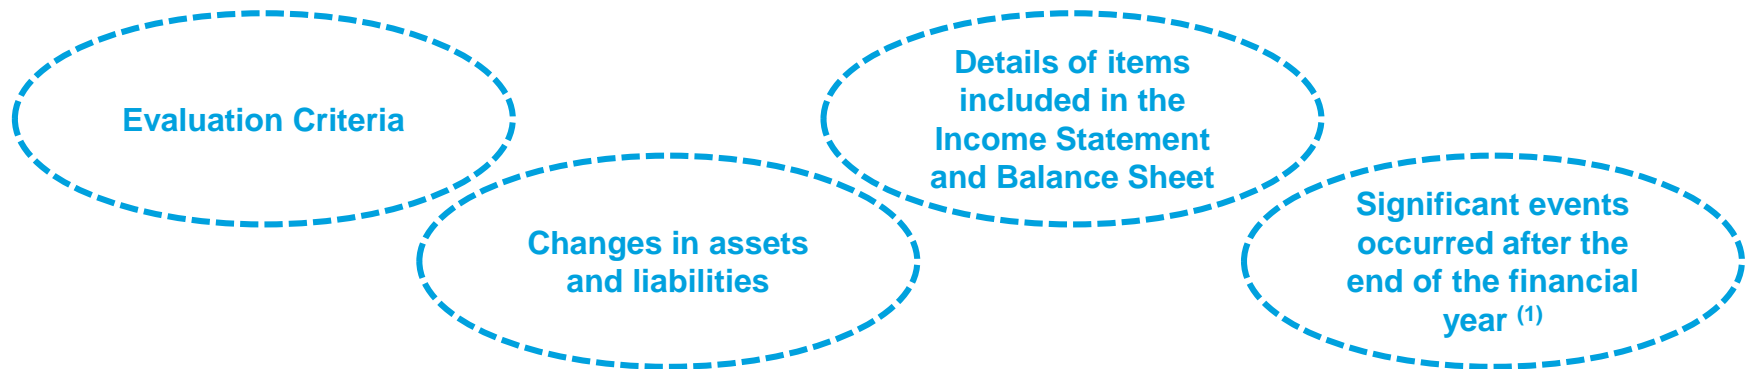 Evaluation Criteria
Changes in assets
and liabilities
Details of items
included in the
Income Statement
and Balance Sheet
Significant events
occurred after the
end of the financial
year (1)